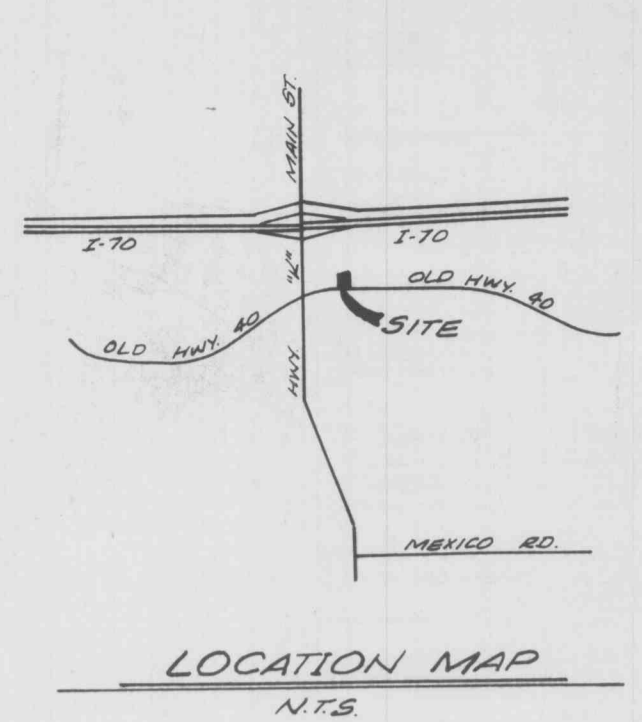 MAIN ST.
I-70
I-70
HWY. "K"
OLD HWY. 40
SITE
OLD HWY. 40
MEXICO RD.
LOCATION MAP
N.T.S.